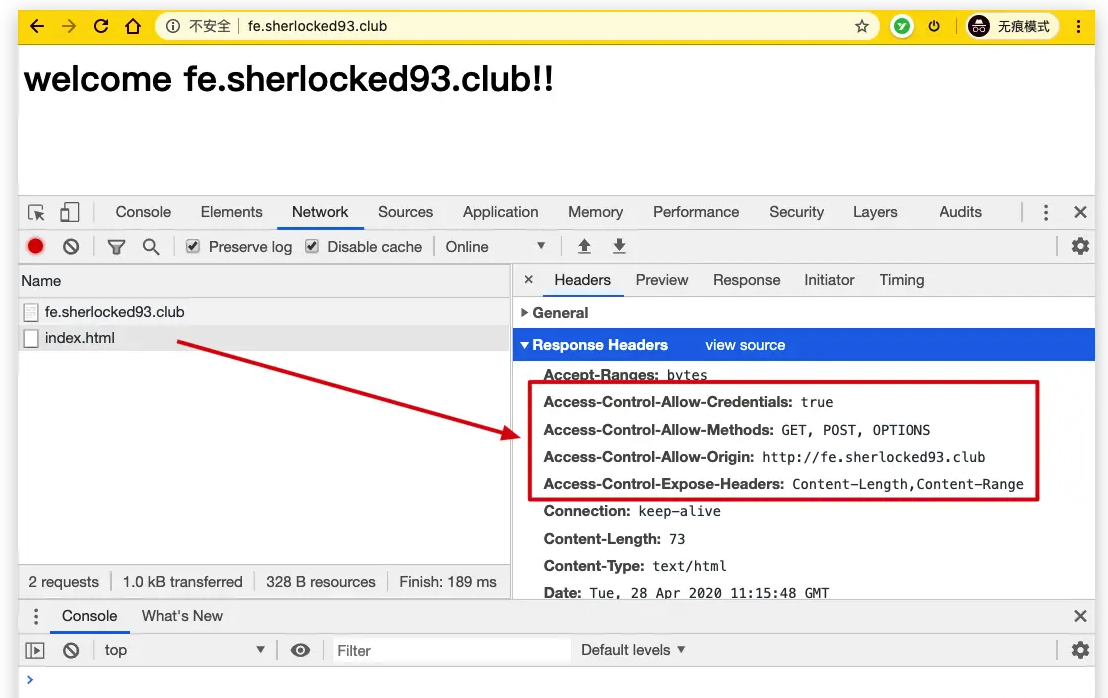 不安全 fe.sherlocked93.club 无痕模式
welcome fe.sherlocked93.club!!
Console Elements Network Sources Application Memory Performance Security Layers Audits
Preserve log Disable cache Online
Name
Headers Preview Response Initiator Timing
fe.sherlocked93.club
index.html
General
Response Headers view source
Accept-Ranges: bytes
Access-Control-Allow-Credentials: true
Access-Control-Allow-Methods: GET, POST, OPTIONS
Access-Control-Allow-Origin: http://fe.sherlocked93.club
Access-Control-Expose-Headers: Content-Length,Content-Range
Connection: keep-alive
Content-Length: 73
Content-Type: text/html
Date: Tue, 28 Apr 2020 11:15:48 GMT
2 requests 1.0 kB transferred 328 B resources Finish: 189 ms
Console What's New
top Filter Default levels